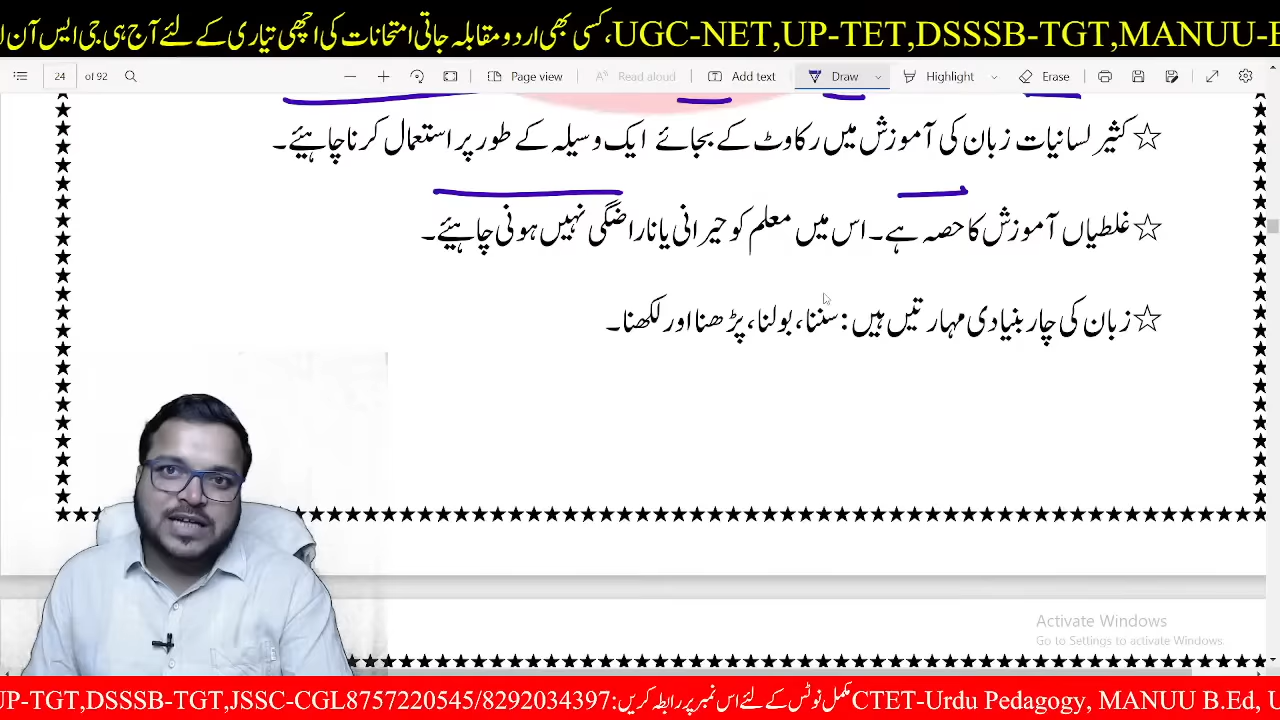 کسی بھی اردو مقابلہ جاتی امتحانات کی اچھی تیاری کے لئے آج ہی جی ایس آن ،UGC-NET,UP-TET,DSSSB-TGT,MANUU-B
24 of 92 Page view Read aloud Add text Draw Highlight Erase
☆ کثیر لسانیات زبان کی آموزش میں رکاوٹ کے بجائے ایک وسیلہ کے طور پر استعمال کرنا چاہیئے۔
☆ غلطیاں آموزش کا حصہ ہے۔ اس میں معلم کو حیرانی یا ناراضگی نہیں ہونی چاہیئے۔
☆ زبان کی چار بنیادی مہارتیں ہیں: سننا، بولنا، پڑھنا اور لکھنا۔
Activate Windows
Go to Settings to activate Windows.
UP-TGT,DSSSB-TGT,JSSC-CGL مکمل نوٹس کے لئے اس نمبر پر رابطہ کریں:8757220545/8292034397 CTET-Urdu Pedagogy, MANUU B.Ed, U